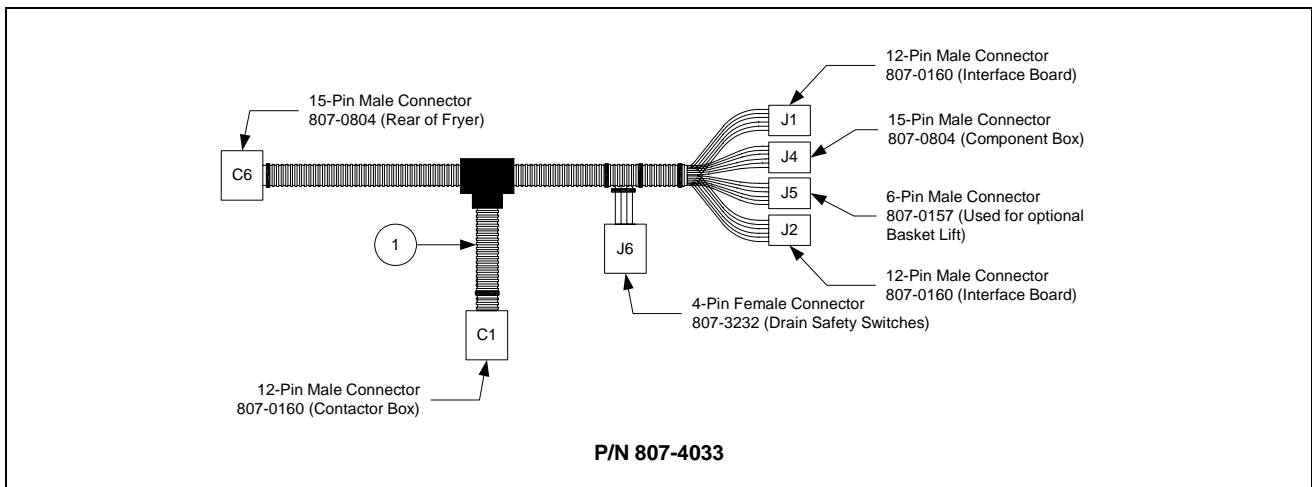 12-Pin Male Connector
807-0160 (Interface Board)
15-Pin Male Connector
807-0804 (Rear of Fryer)
J1
15-Pin Male Connector
807-0804 (Component Box)
J4
C6
J5
6-Pin Male Connector
807-0157 (Used for optional
Basket Lift)
J2
1
J6
12-Pin Male Connector
807-0160 (Interface Board)
4-Pin Female Connector
807-3232 (Drain Safety Switches)
C1
12-Pin Male Connector
807-0160 (Contactor Box)
P/N 807-4033